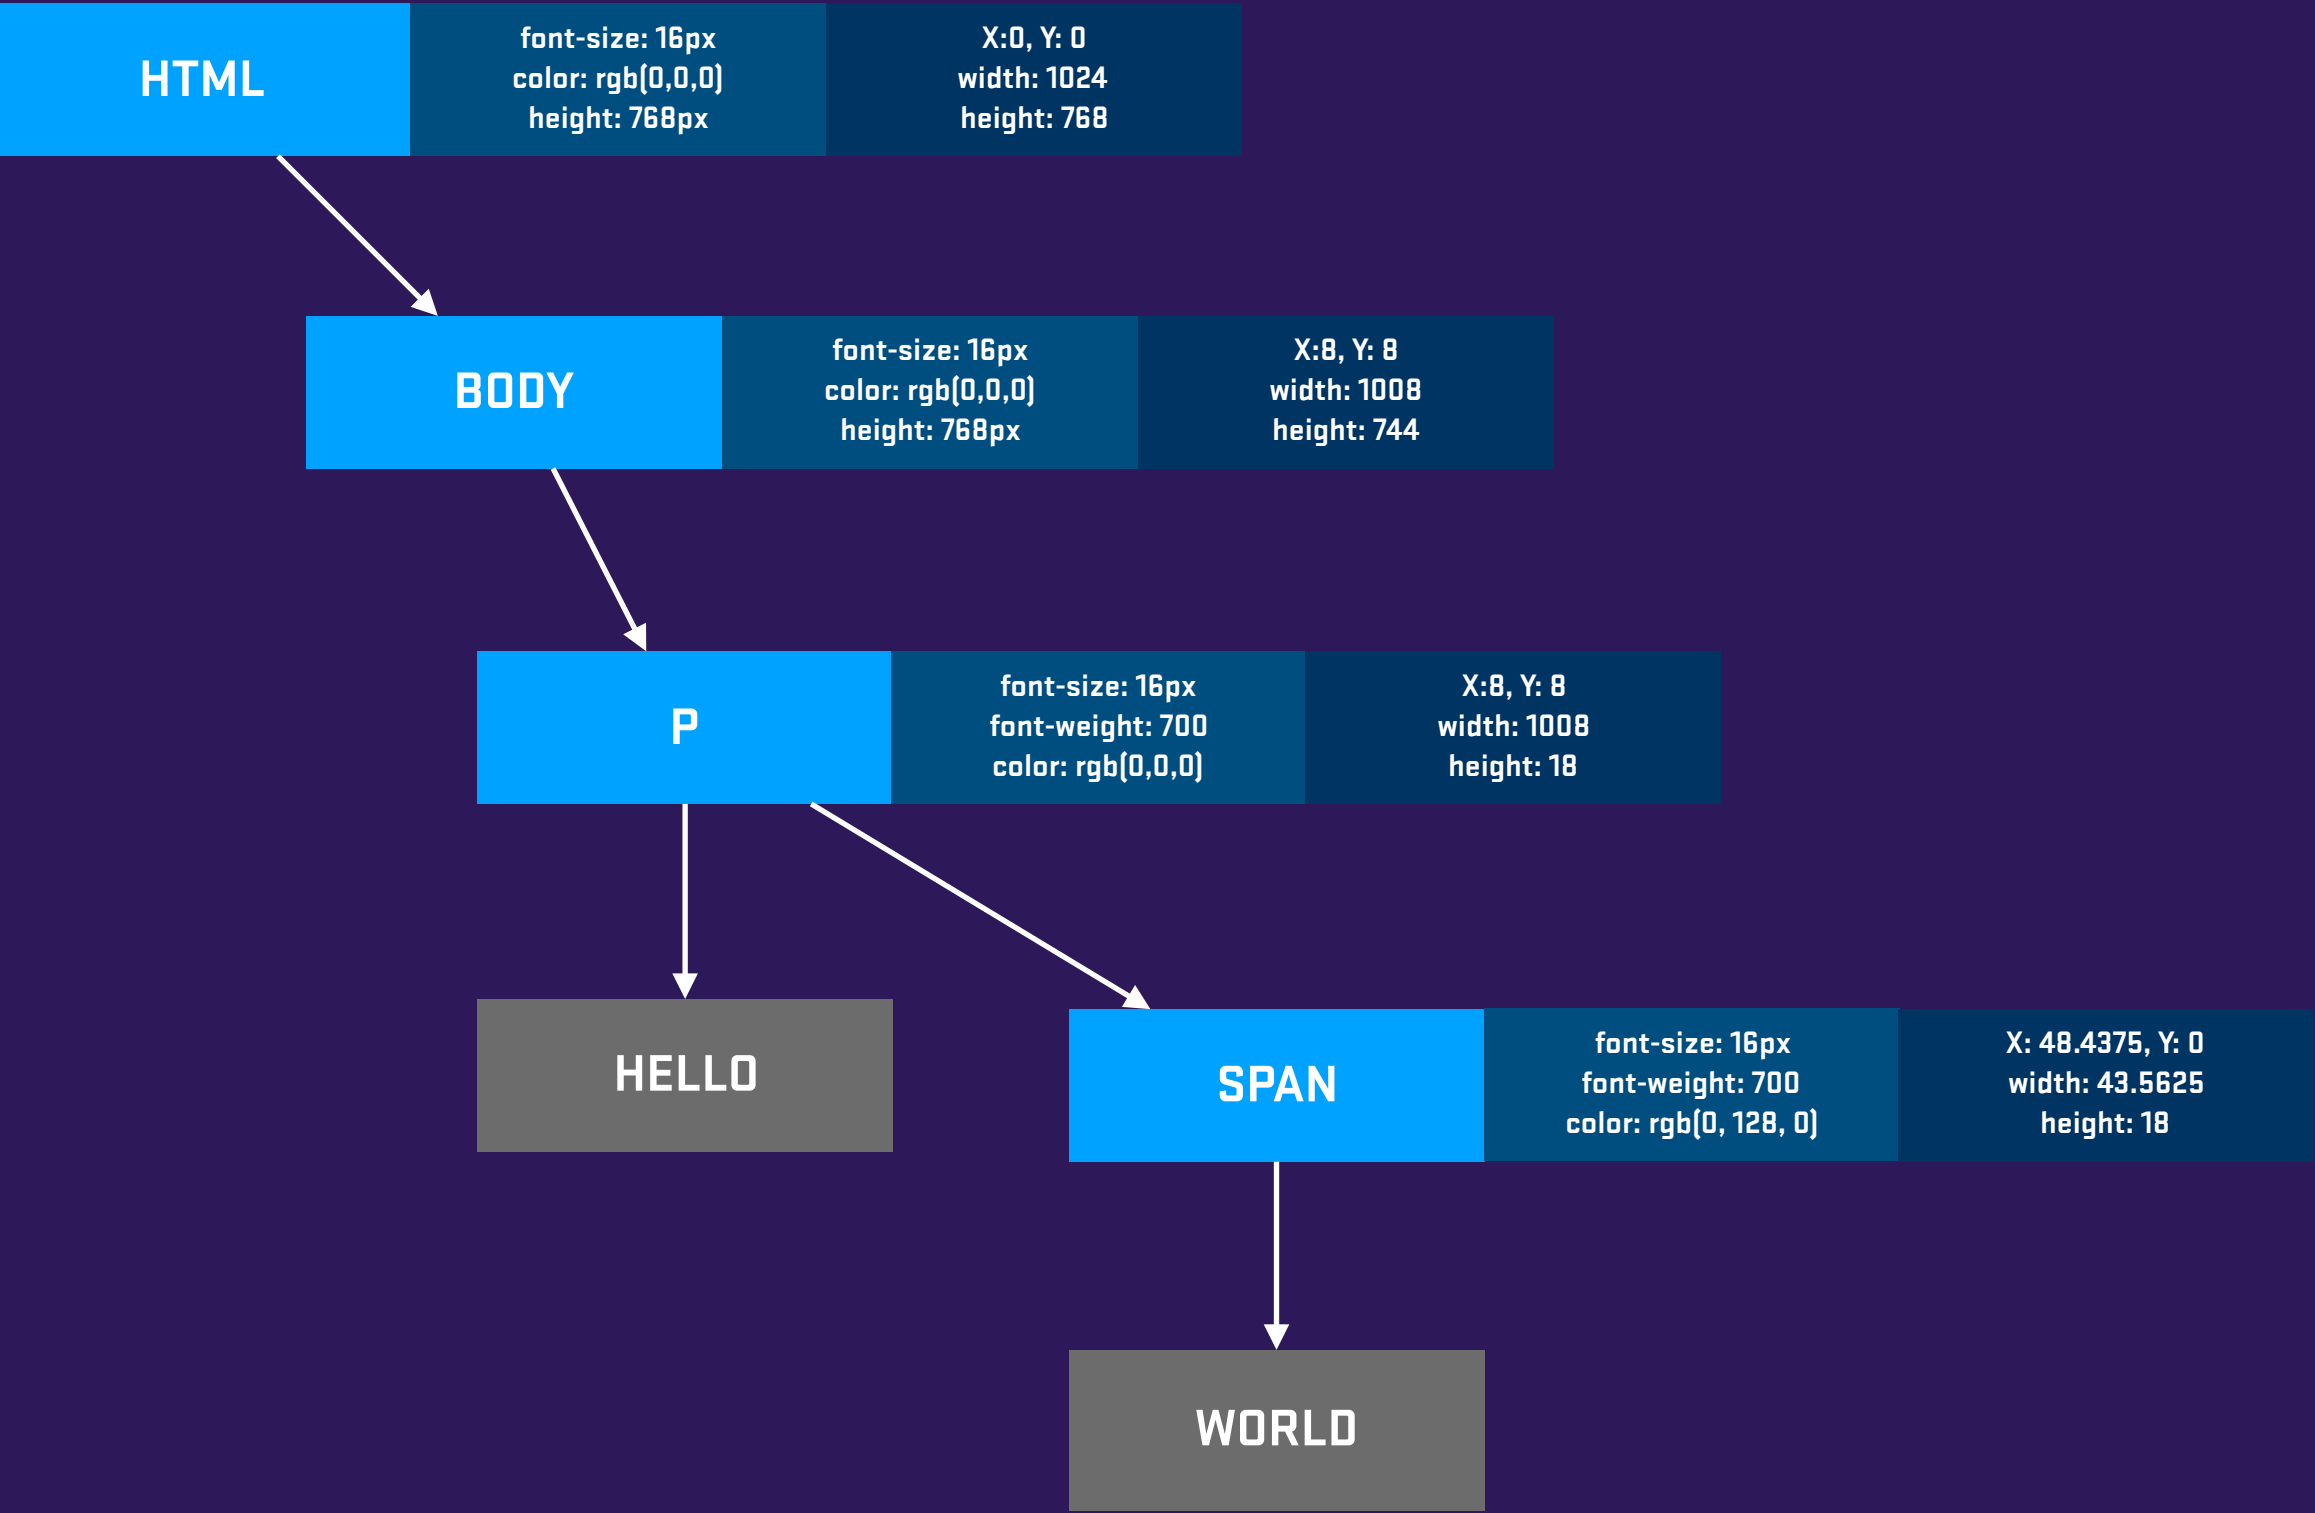 HTML
font-size: 16px
color: rgb(0,0,0)
height: 768px
X:0, Y: 0
width: 1024
height: 768
BODY
font-size: 16px
color: rgb(0,0,0)
height: 768px
X:8, Y: 8
width: 1008
height: 744
P
font-size: 16px
font-weight: 700
color: rgb(0,0,0)
X:8, Y: 8
width: 1008
height: 18
HELLO
SPAN
font-size: 16px
font-weight: 700
color: rgb(0, 128, 0)
X: 48.4375, Y: 0
width: 43.5625
height: 18
WORLD